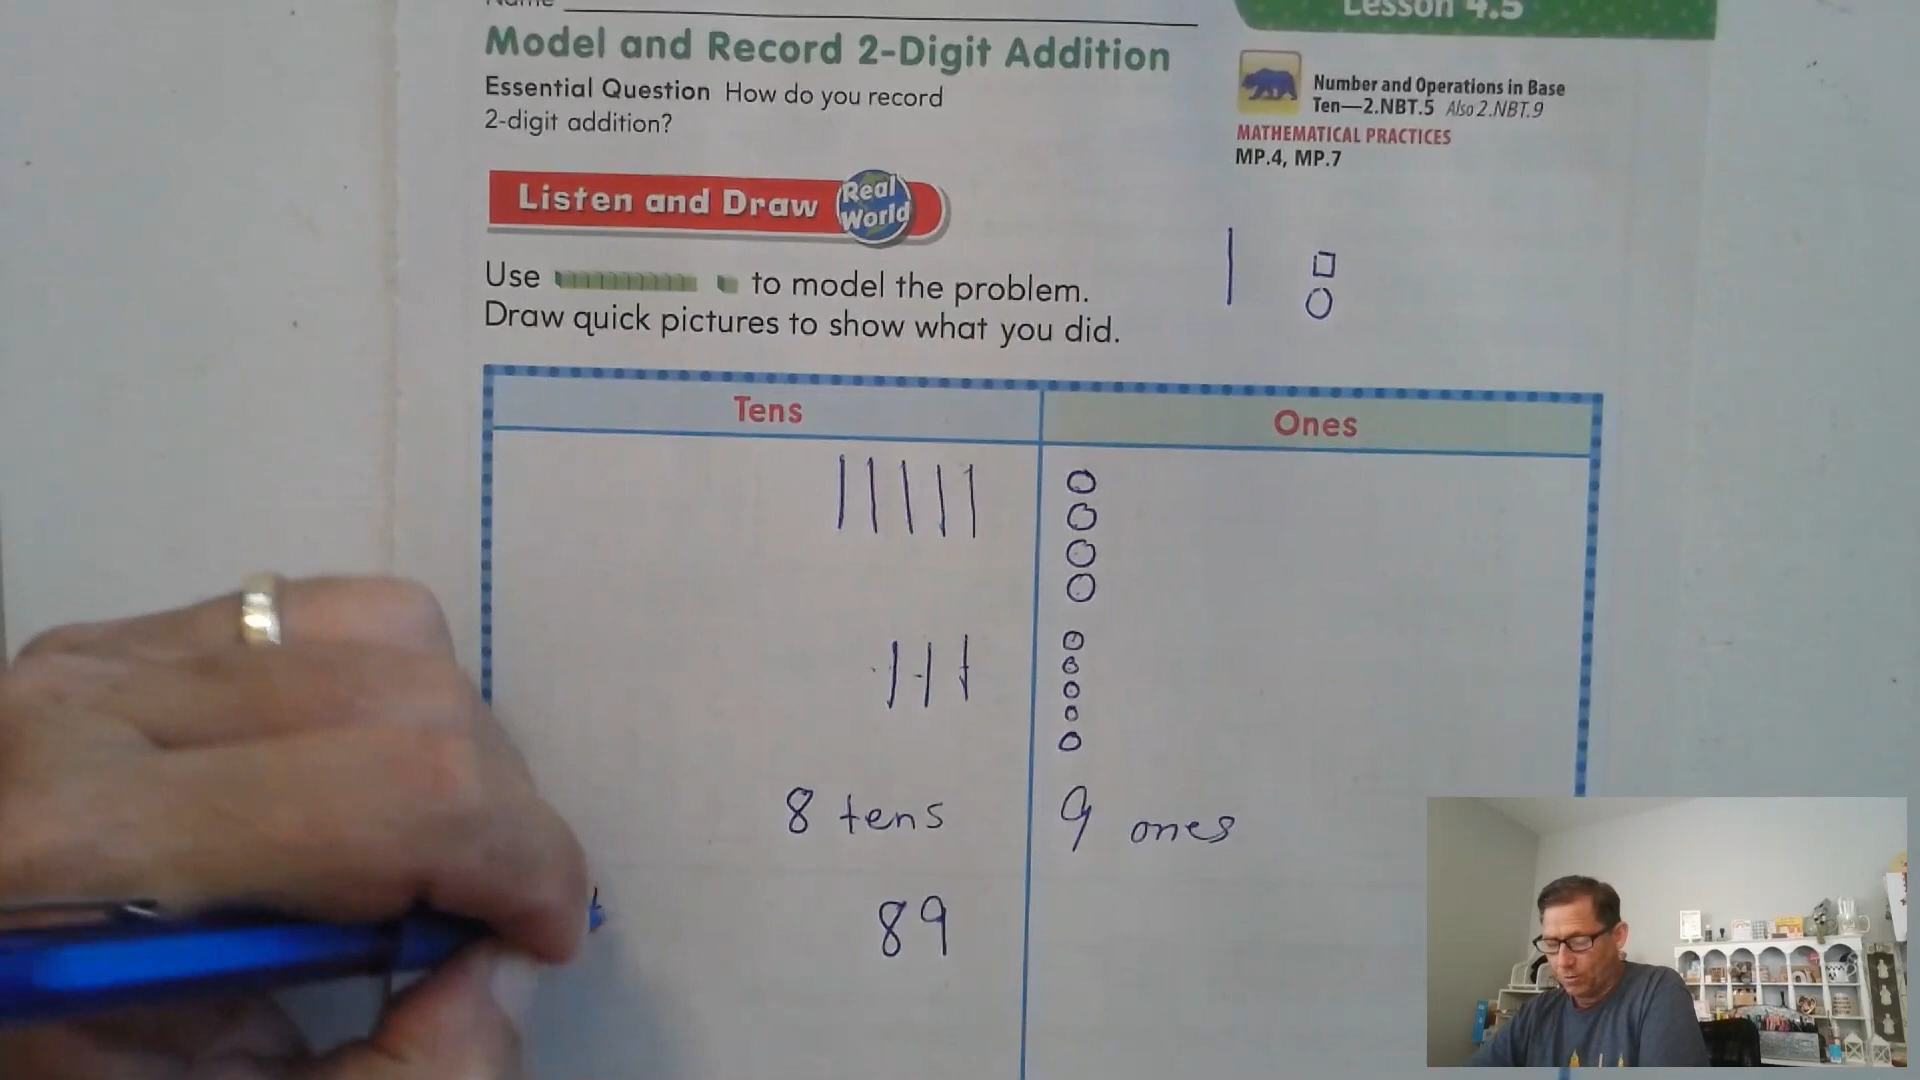 Name
Lesson 4.5
Model and Record 2-Digit Addition
Essential Question How do you record
2-digit addition?
Number and Operations in Base
Ten—2.NBT.5 Also 2.NBT.9
MATHEMATICAL PRACTICES
MP.4, MP.7
Listen and Draw Real World
Use to model the problem.
Draw quick pictures to show what you did.
Tens
Ones
8 tens
9 ones
89